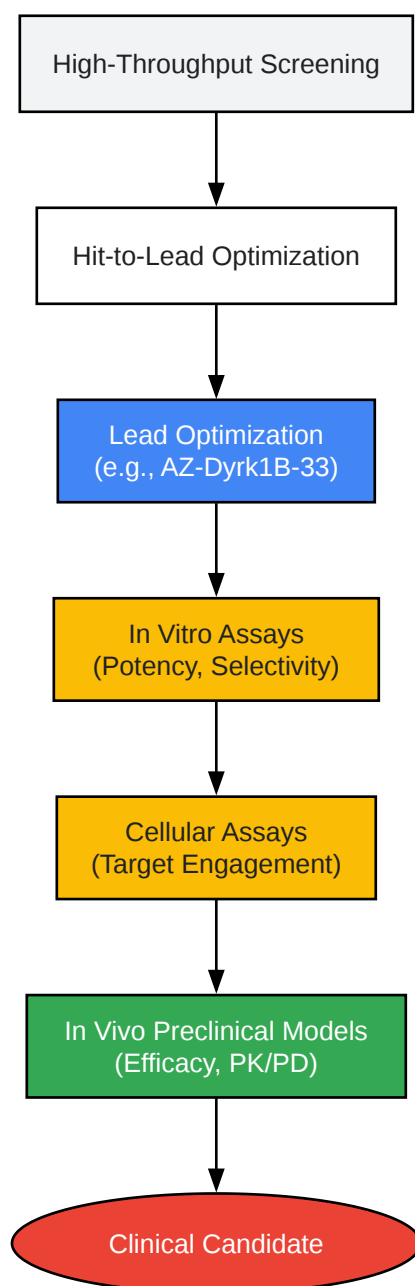 High-Throughput Screening
Hit-to-Lead Optimization
Lead Optimization
(e.g., AZ-Dyrk1B-33)
In Vitro Assays
(Potency, Selectivity)
Cellular Assays
(Target Engagement)
In Vivo Preclinical Models
(Efficacy, PK/PD)
Clinical Candidate